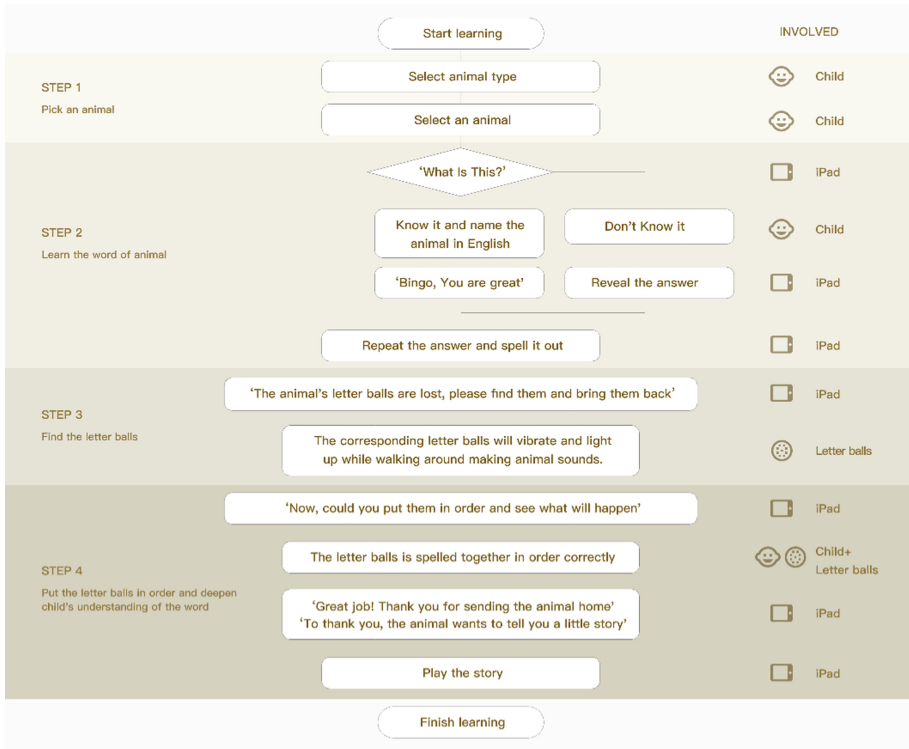 Start learning
INVOLVED
STEP 1
Pick an animal
Select animal type
Child
Select an animal
Child
STEP 2
Learn the word of animal
‘What Is This?’
iPad
Know it and name the
animal in English
Don’t Know it
Child
‘Bingo, You are great’
Reveal the answer
iPad
Repeat the answer and spell it out
iPad
STEP 3
Find the letter balls
‘The animal’s letter balls are lost, please find them and bring them back’
iPad
The corresponding letter balls will vibrate and light
up while walking around making animal sounds.
Letter balls
STEP 4
Put the letter balls in order and deepen
child’s understanding of the word
‘Now, could you put them in order and see what will happen’
iPad
The letter balls is spelled together in order correctly
Child+
Letter balls
‘Great job! Thank you for sending the animal home’
‘To thank you, the animal wants to tell you a little story’
iPad
Play the story
iPad
Finish learning